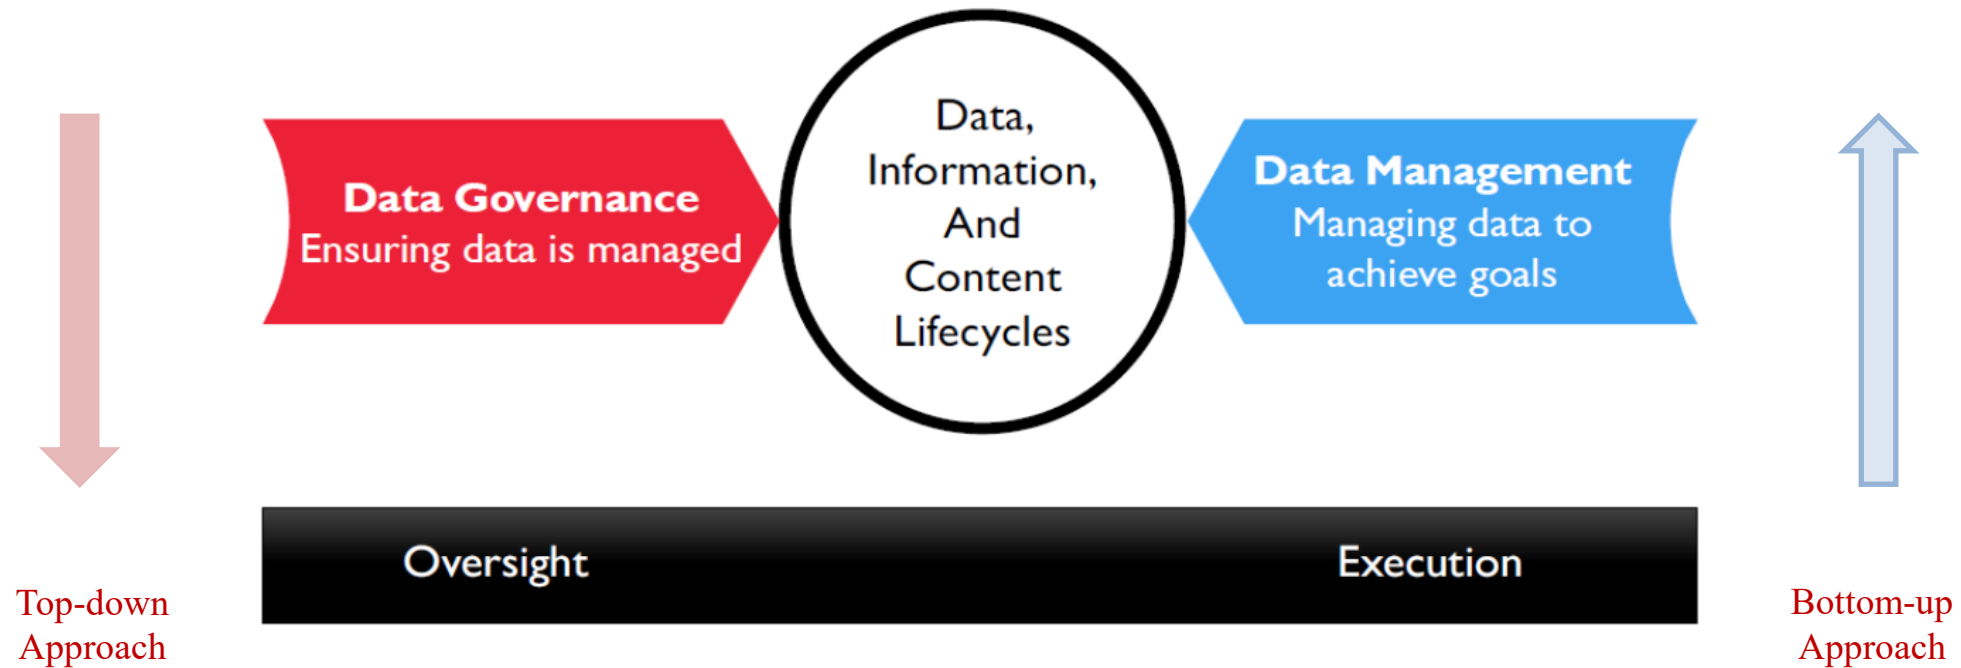 Data Governance
Ensuring data is managed
Data,
Information,
And
Content
Lifecycles
Data Management
Managing data to
achieve goals
Oversight
Execution
Top-down
Approach
Bottom-up
Approach